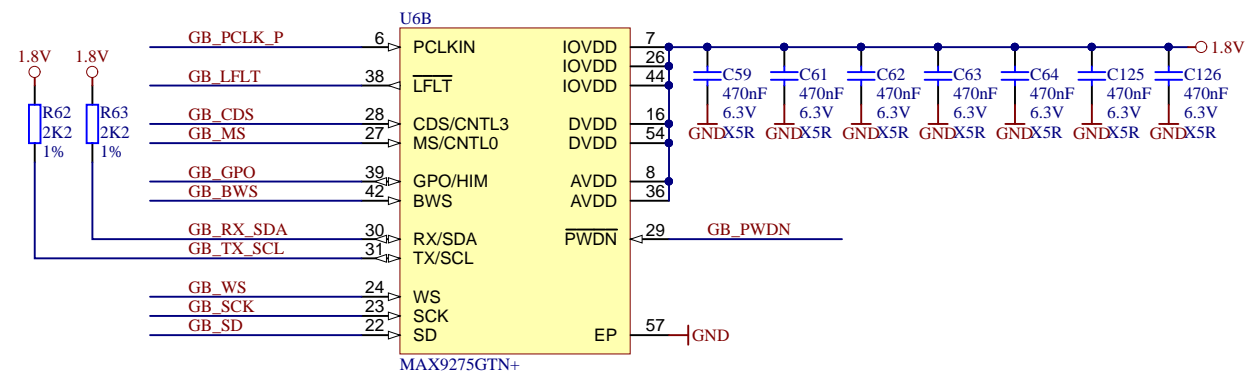 U6B
GB_PCLK_P 6 PCLKIN IOVDD 7 1.8V
IOVDD 26
1.8V 1.8V GB_LFLT 38 LFLT IOVDD 44
C59 C61 C62 C63 C64 C125 C126
470nF 470nF 470nF 470nF 470nF 470nF 470nF
6.3V 6.3V 6.3V 6.3V 6.3V 6.3V 6.3V
GND X5R GND X5R GND X5R GND X5R GND X5R GND X5R GND X5R
R62 R63 GB_CDS 28 CDS/CNTL3 DVDD 16
2K2 2K2 GB_MS 27 MS/CNTL0 DVDD 54
1% 1%
GB_GPO 39 GPO/HIM AVDD 8
GB_BWS 42 BWS AVDD 36
GB_RX_SDA 30 RX/SDA PWDN 29 GB_PWDN
GB_TX_SCL 31 TX/SCL
GB_WS 24 WS
GB_SCK 23 SCK
GB_SD 22 SD EP 57 GND
MAX9275GTN+